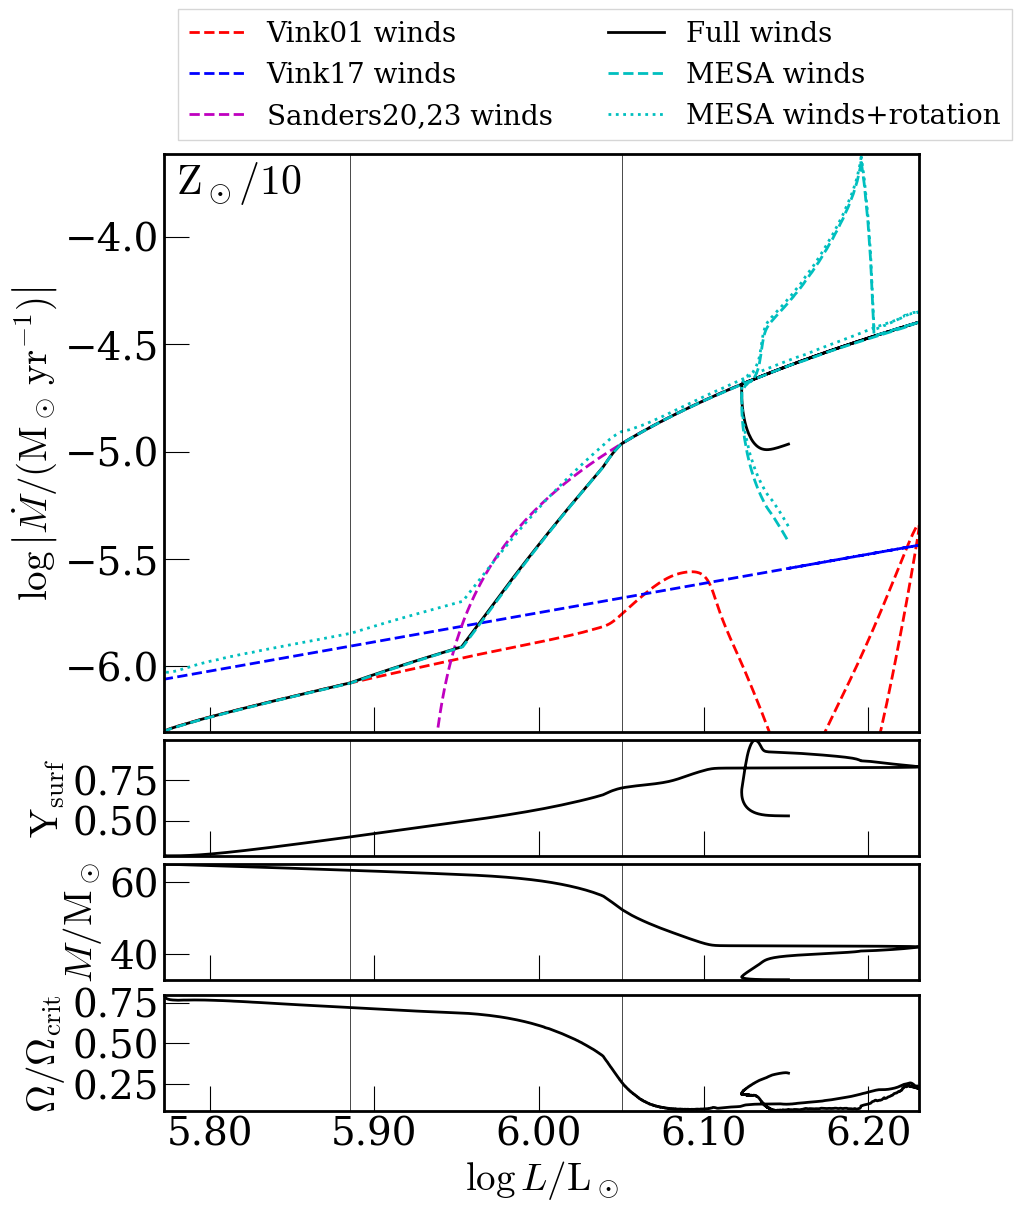 Vink01 winds
Vink17 winds
Sanders20,23 winds
Full winds
MESA winds
MESA winds+rotation
Z⊙/10
log |Ṁ/(M⊙ yr⁻¹)|
−4.0
−4.5
−5.0
−5.5
−6.0
Y_surf
0.75
0.50
M/M⊙
60
40
Ω/Ω_crit
0.75
0.50
0.25
5.80 5.90 6.00 6.10 6.20
log L/L⊙